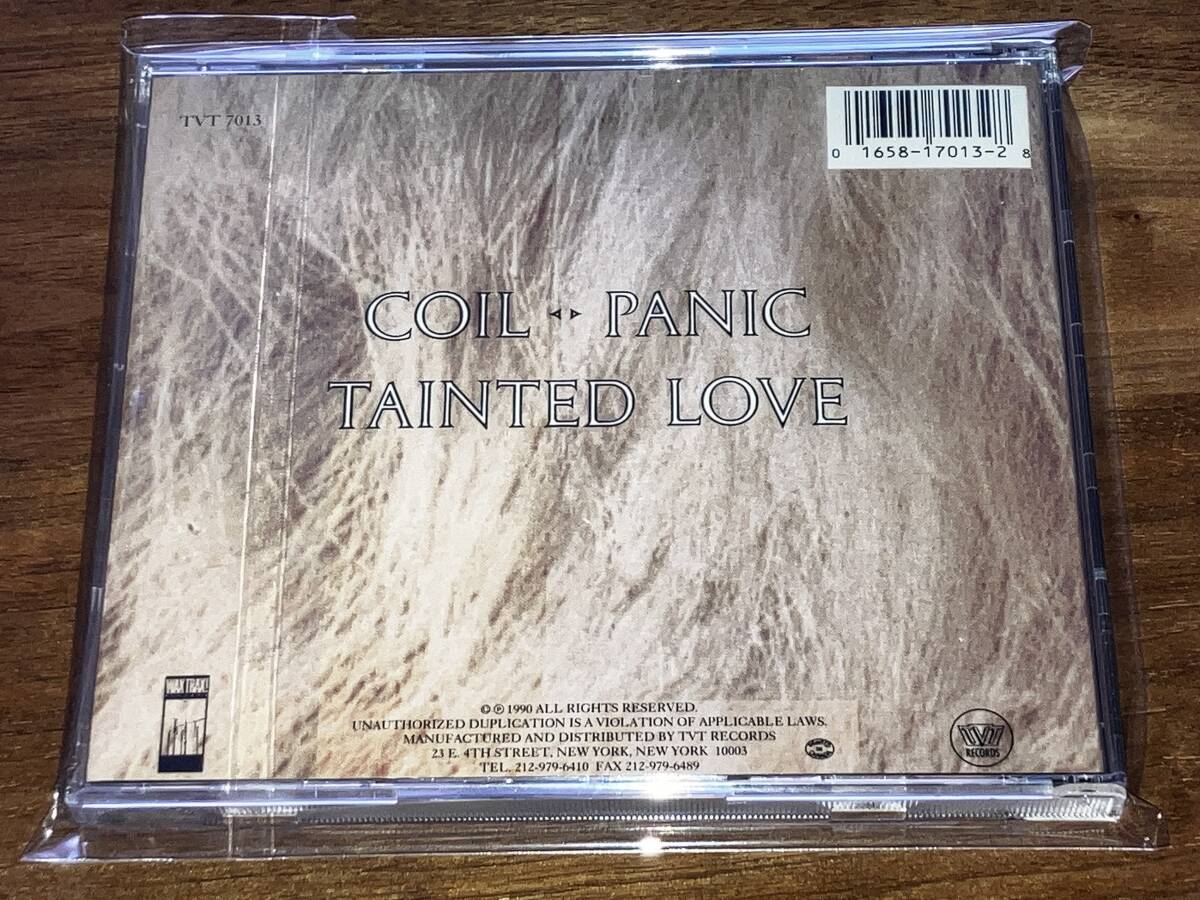 TVT 7013
0 1658-17013-2 8
COIL ◁ ▷ PANIC
TAINTED LOVE
WAX TRAX!
© ℗ 1990 ALL RIGHTS RESERVED.
UNAUTHORIZED DUPLICATION IS A VIOLATION OF APPLICABLE LAWS.
MANUFACTURED AND DISTRIBUTED BY TVT RECORDS
23 E. 4TH STREET, NEW YORK, NEW YORK 10003
TEL. 212-979-6410 FAX 212-979-6489
TVT
RECORDS